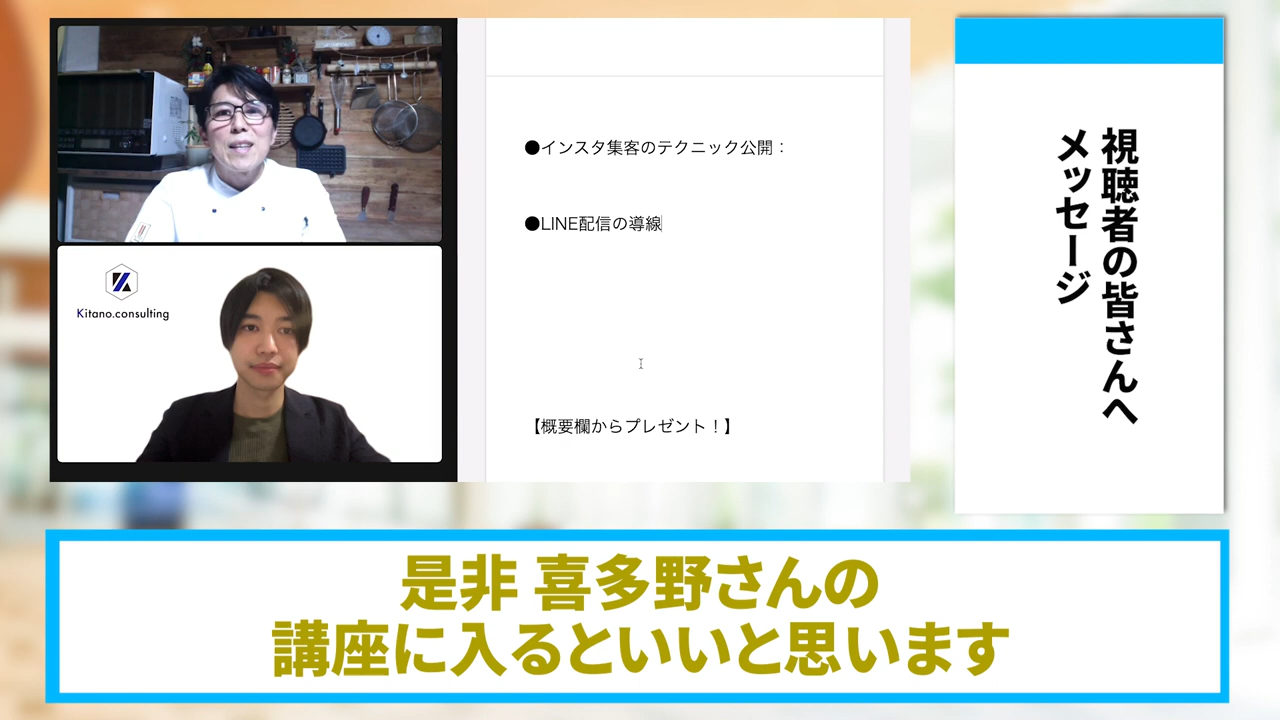 Kitano.consulting
●インスタ集客のテクニック公開：
●LINE配信の導線
【概要欄からプレゼント！】
視聴者の皆さんへ
メッセージ
是非 喜多野さんの
講座に入るといいと思います